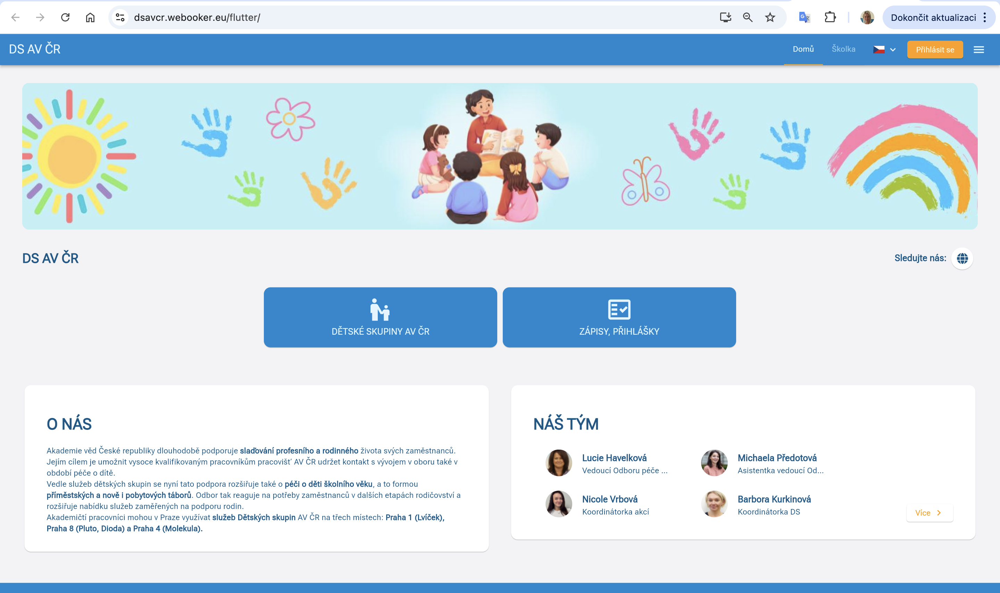 dsavcr.webooker.eu/flutter/
Dokončit aktualizaci
DS AV ČR
Domů
Školka
Přihlásit se
DS AV ČR
Sledujte nás:
DĚTSKÉ SKUPINY AV ČR
ZÁPISY, PŘIHLÁŠKY
O NÁS
Akademie věd České republiky dlouhodobě podporuje slaďování profesního a rodinného života svých zaměstnanců.
Jejím cílem je umožnit vysoce kvalifikovaným pracovníkům pracovišť AV ČR udržet kontakt s vývojem v oboru také v
období péče o dítě.
Vedle služeb dětských skupin se nyní tato podpora rozšiřuje také o péči o děti školního věku, a to formou
příměstských a nově i pobytových táborů. Odbor tak reaguje na potřeby zaměstnanců v dalších etapách rodičovství a
rozšiřuje nabídku služeb zaměřených na podporu rodin.
Akademičtí pracovníci mohou v Praze využívat služeb Dětských skupin AV ČR na třech místech: Praha 1 (Lvíček),
Praha 8 (Pluto, Dioda) a Praha 4 (Molekula).
NÁŠ TÝM
Lucie Havelková
Vedoucí Odboru péče ...
Michaela Předotová
Asistentka vedoucí Od...
Nicole Vrbová
Koordinátorka akcí
Barbora Kurkinová
Koordinátorka DS
Více